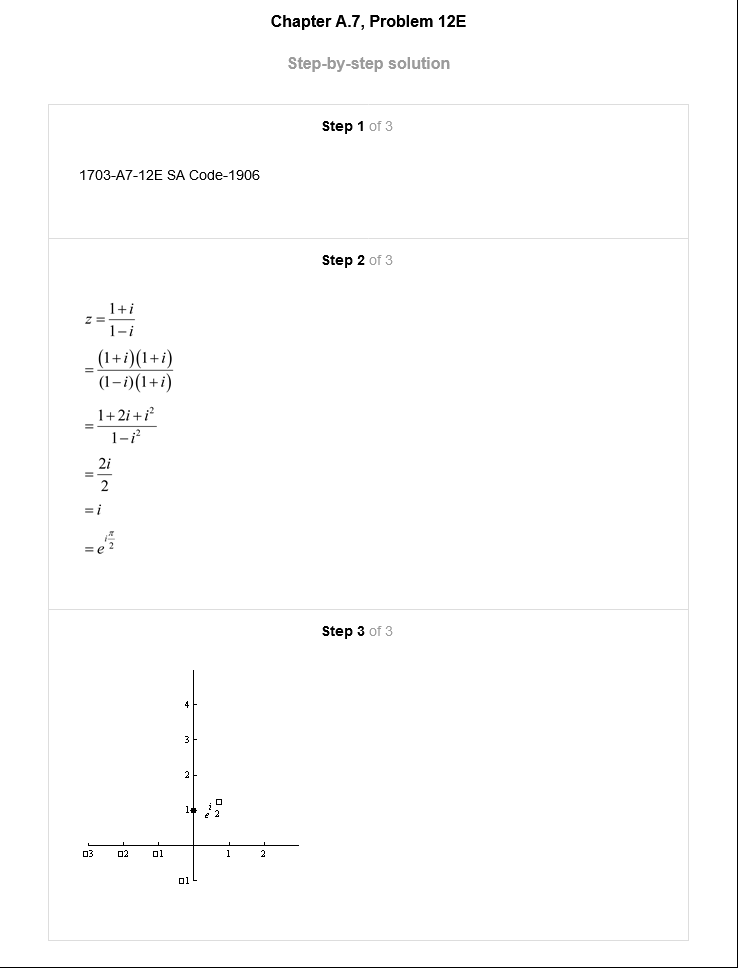 Chapter A.7, Problem 12E
Step-by-step solution
Step 1 of 3
1703-A7-12E SA Code-1906
Step 2 of 3
z = \frac{1+i}{1-i}
= \frac{(1+i)(1+i)}{(1-i)(1+i)}
= \frac{1+2i+i^2}{1-i^2}
= \frac{2i}{2}
= i
= e^{i\frac{π}{2}}
Step 3 of 3
4
3
2
1 e^{i\frac{□}{2}}
□3 □2 □1 1 2
□1